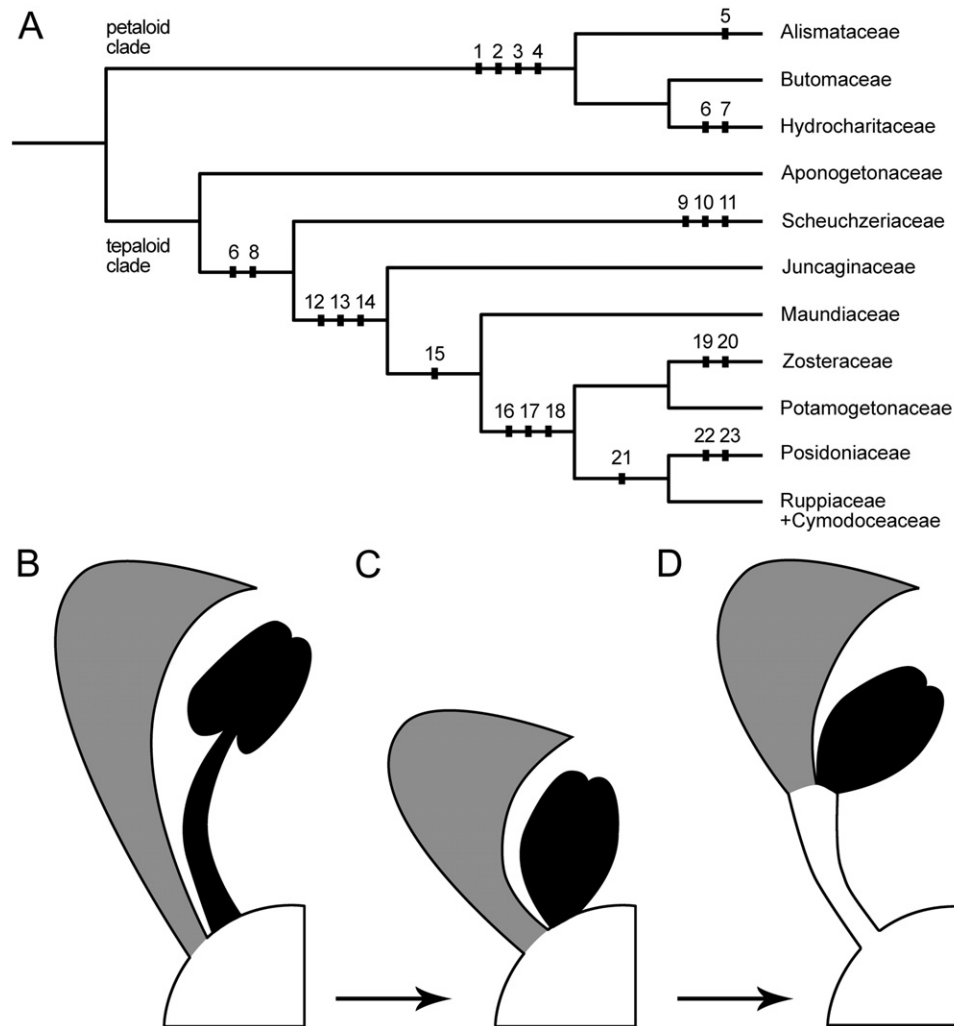 A
petaloid
clade
1 2 3 4
5
Alismataceae
Butomaceae
6 7
Hydrocharitaceae
Aponogetonaceae
tepaloid
clade
6 8
9 10 11
Scheuchzeriaceae
12 13 14
Juncaginaceae
15
Maundiaceae
16 17 18
19 20
Zosteraceae
Potamogetonaceae
21
22 23
Posidoniaceae
Ruppiaceae
+Cymodoceaceae
B
C
D